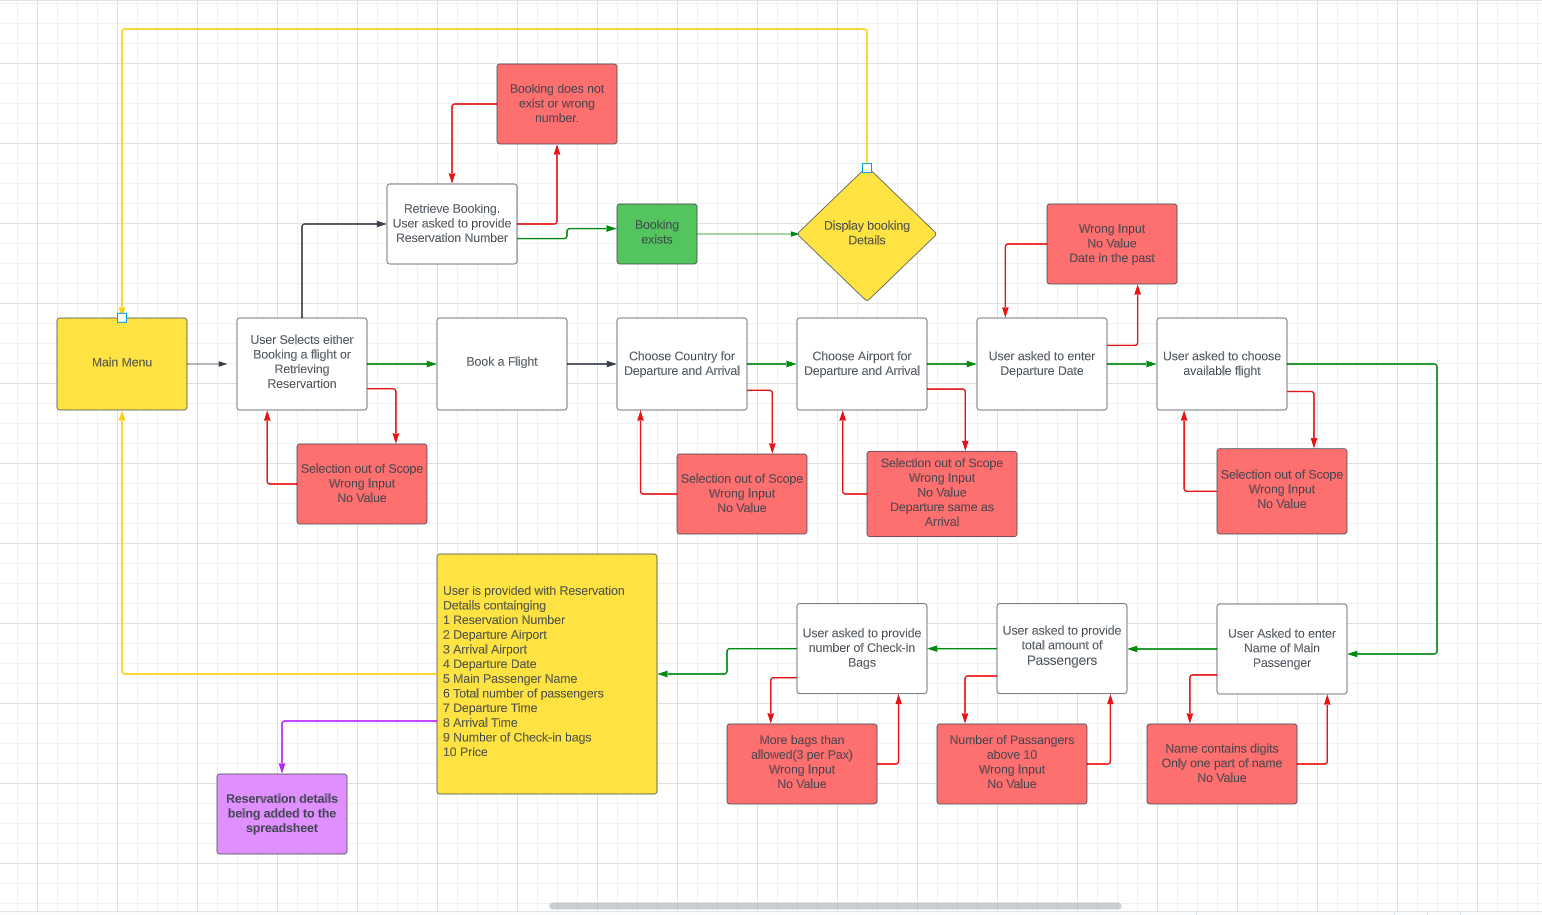 Booking does not
exist or wrong
number.
Retrieve Booking.
User asked to provide
Reservation Number
Booking
exists
Display booking
Details
Wrong Input
No Value
Date in the past
Main Menu
User Selects either
Booking a flight or
Retrieving
Reservartion
Book a Flight
Choose Country for
Departure and Arrival
Choose Airport for
Departure and Arrival
User asked to enter
Departure Date
User asked to choose
available flight
Selection out of Scope
Wrong Input
No Value
Selection out of Scope
Wrong Input
No Value
Selection out of Scope
Wrong Input
No Value
Departure same as
Arrival
Selection out of Scope
Wrong Input
No Value
User is provided with Reservation
Details containging
1 Reservation Number
2 Departure Airport
3 Arrival Airport
4 Departure Date
5 Main Passenger Name
6 Total number of passengers
7 Departure Time
8 Arrival Time
9 Number of Check-in bags
10 Price
User asked to provide
number of Check-in
Bags
User asked to provide
total amount of
Passengers
User Asked to enter
Name of Main
Passenger
More bags than
allowed(3 per Pax)
Wrong Input
No Value
Number of Passangers
above 10
Wrong Input
No Value
Name contains digits
Only one part of name
No Value
Reservation details
being added to the
spreadsheet